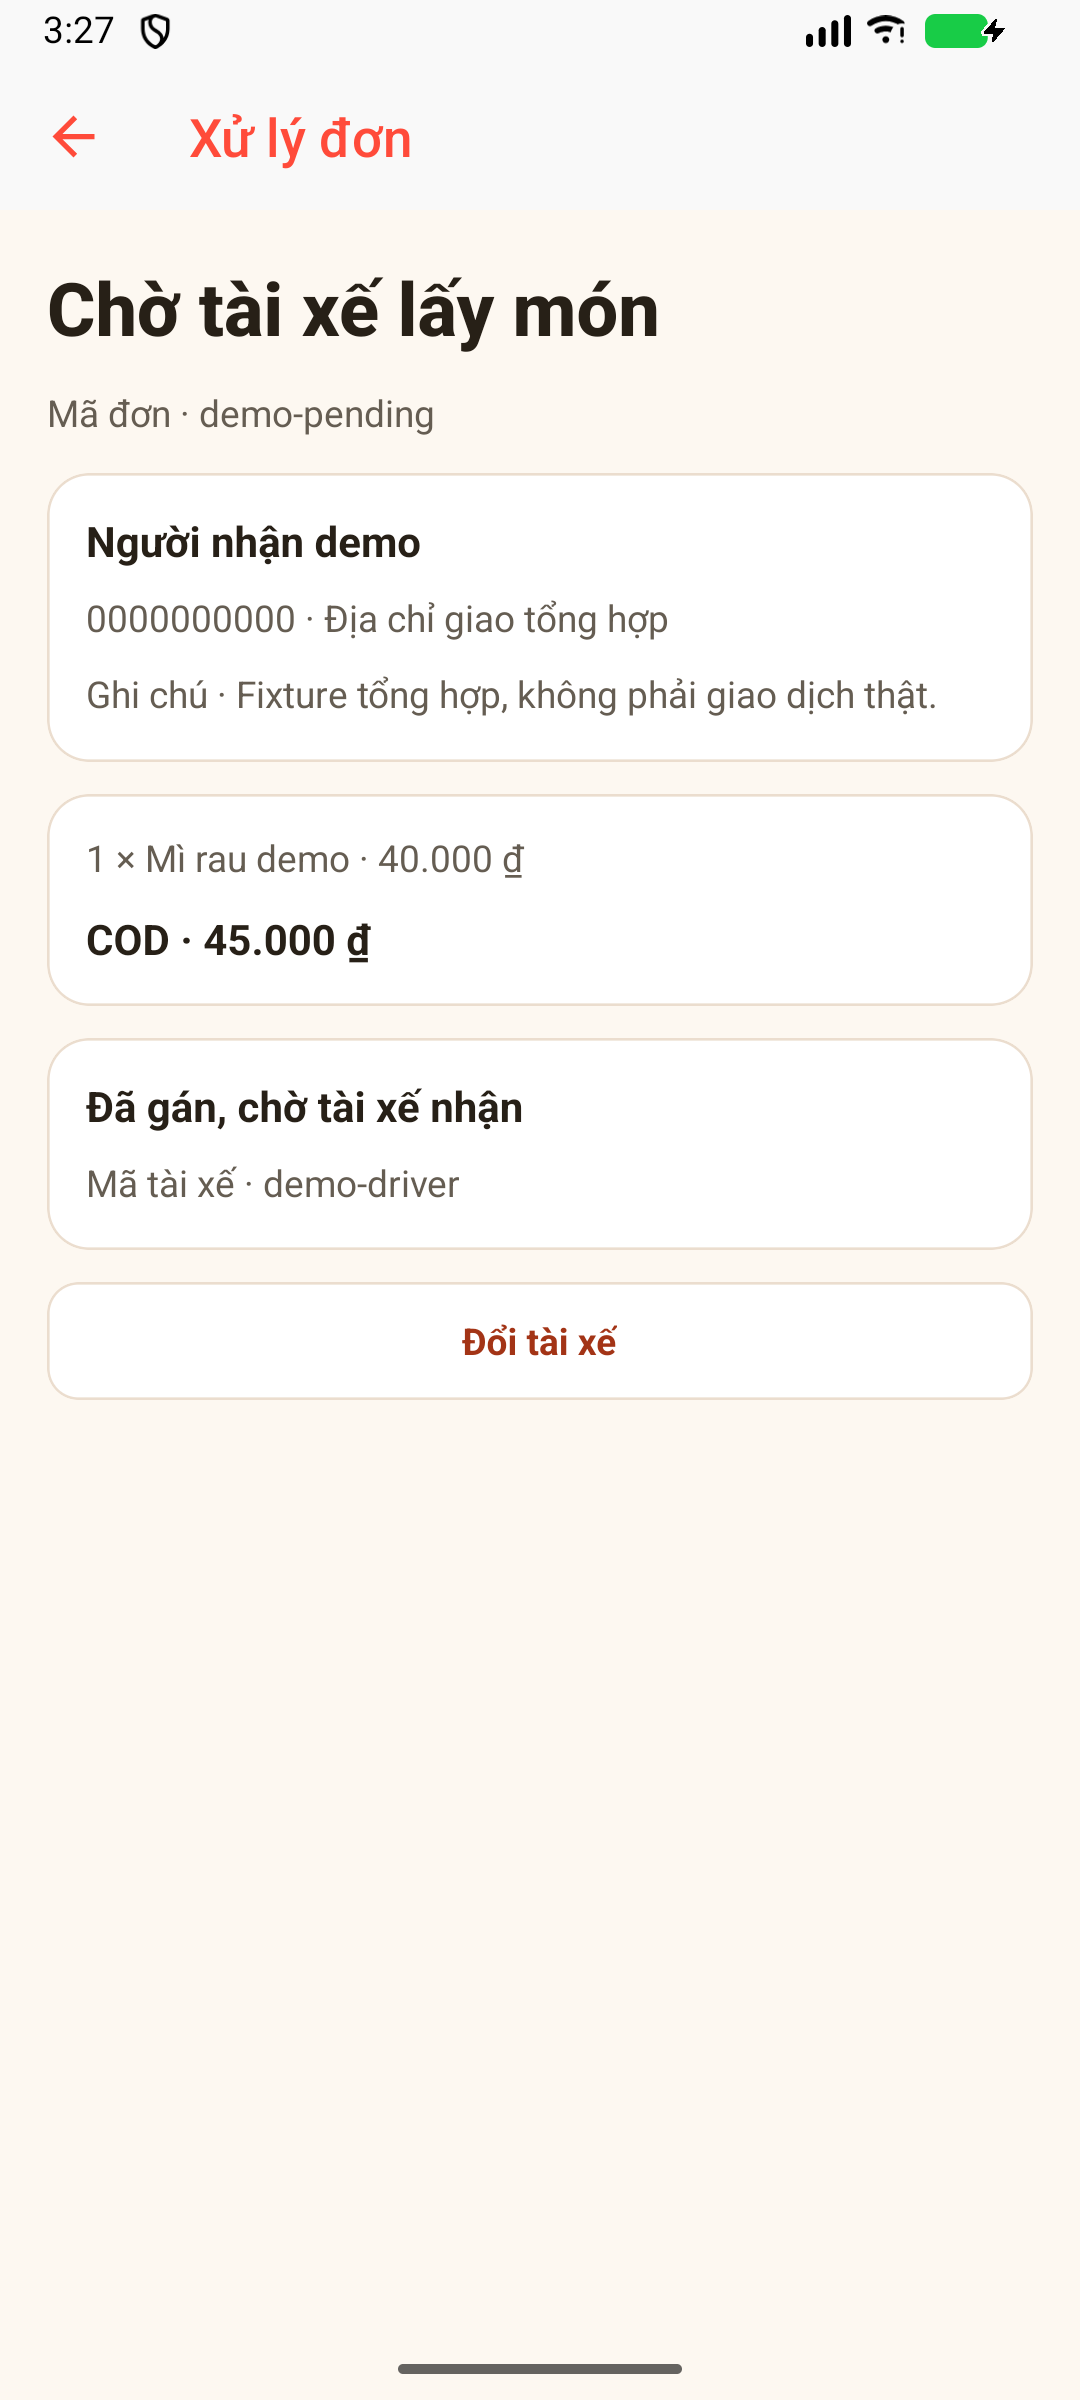 3:27
Xử lý đơn
Chờ tài xế lấy món
Mã đơn · demo-pending
Người nhận demo
0000000000 · Địa chỉ giao tổng hợp
Ghi chú · Fixture tổng hợp, không phải giao dịch thật.
1 × Mì rau demo · 40.000 ₫
COD · 45.000 ₫
Đã gán, chờ tài xế nhận
Mã tài xế · demo-driver
Đổi tài xế